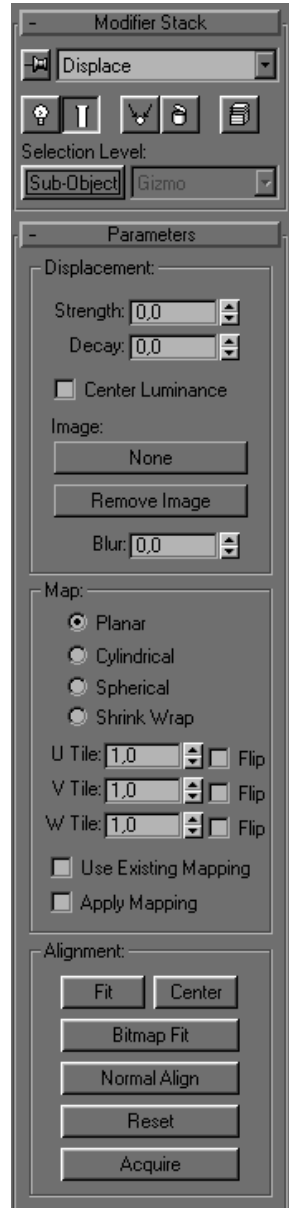 - Modifier Stack
Displace
Selection Level:
Sub-Object Gizmo
- Parameters
Displacement:
Strength: 0,0
Decay: 0,0
Center Luminance
Image:
None
Remove Image
Blur: 0,0
Map:
Planar
Cylindrical
Spherical
Shrink Wrap
U Tile: 1,0 Flip
V Tile: 1,0 Flip
W Tile: 1,0 Flip
Use Existing Mapping
Apply Mapping
Alignment:
Fit Center
Bitmap Fit
Normal Align
Reset
Acquire